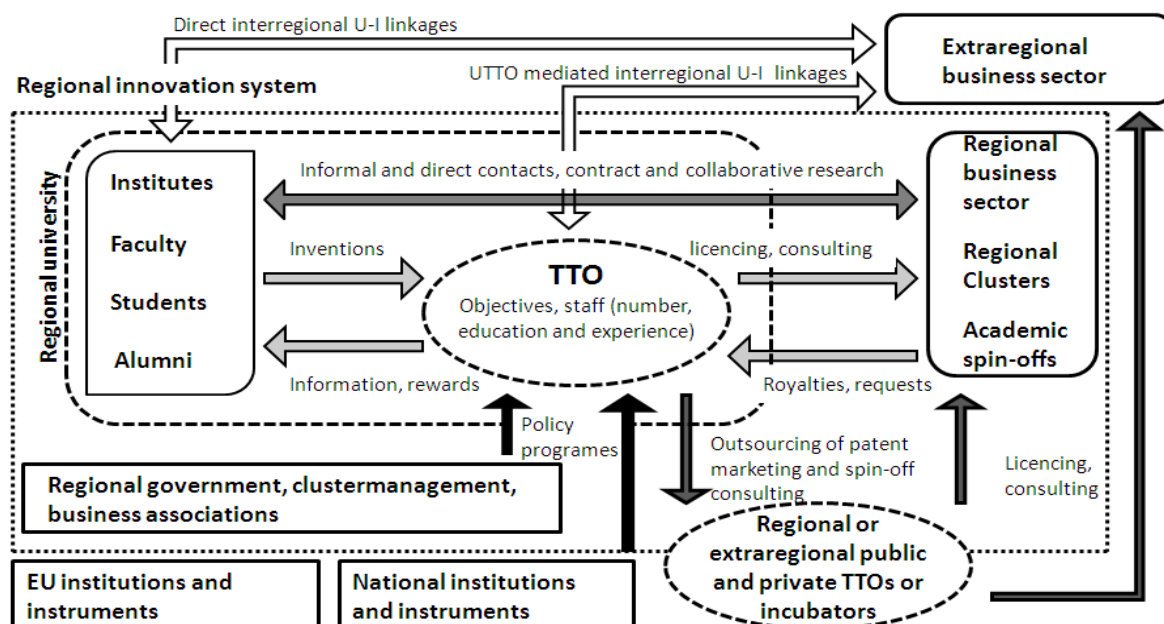 Direct interregional U-I linkages
Extraregional
business sector
UTTO mediated interregional U-I linkages
Regional innovation system
Regional university
Institutes
Faculty
Students
Alumni
Informal and direct contacts, contract and collaborative research
Regional
business
sector
Regional
Clusters
Academic
spin-offs
Inventions
licencing, consulting
TTO
Objectives, staff (number,
education and experience)
Information, rewards
Royalties, requests
Policy
programes
Outsourcing of patent
marketing and spin-off
consulting
Licencing,
consulting
Regional government, clustermanagement,
business associations
Regional or
extraregional public
and private TTOs or
incubators
EU institutions and
instruments
National institutions
and instruments